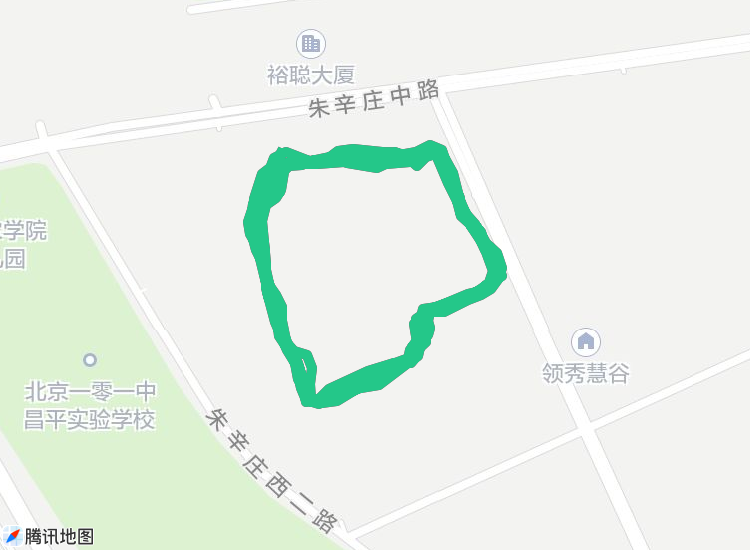 裕聪大厦
朱辛庄中路
学院
园
领秀慧谷
北京一零一中
昌平实验学校
朱辛庄西二路
腾讯地图